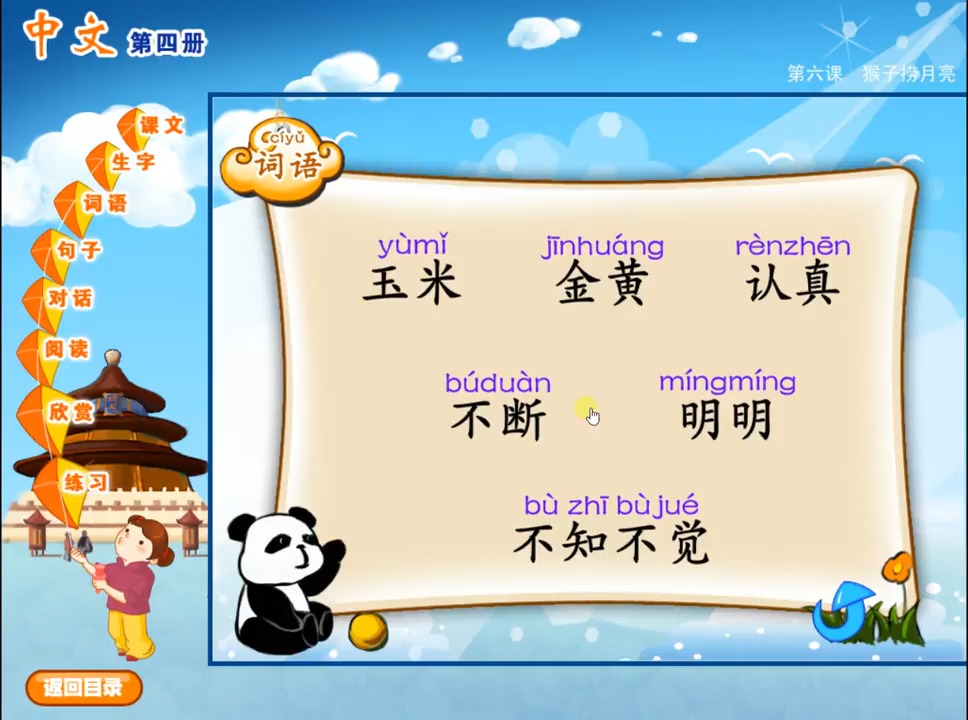 中文 第四册
第六课 猴子捞月亮
课文
生字
词语
句子
对话
阅读
欣赏
练习
返回目录
cíyǔ
词语
yùmǐ jīnhuáng rènzhēn
玉米 金黄 认真
búduàn míngmíng
不断 明明
bù zhī bù jué
不知不觉